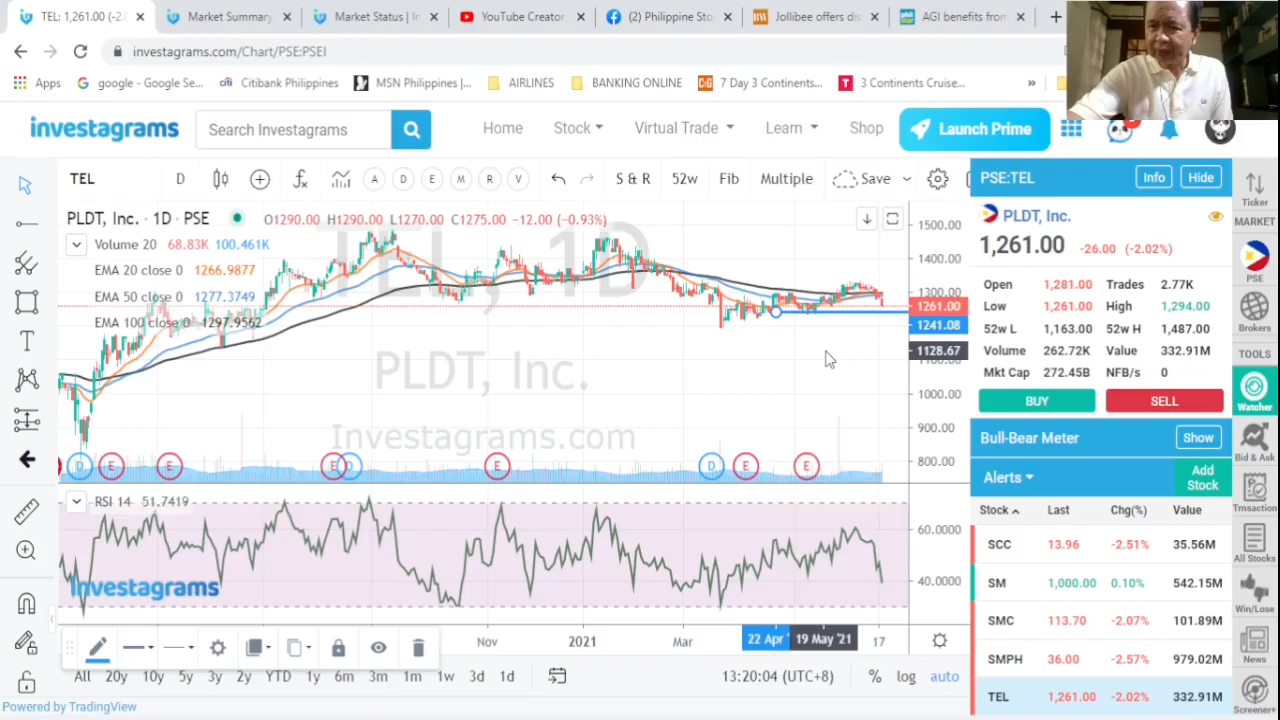 TEL: 1,261.00 (-2.
Market Summary
Market Status | In
YouTube Creator
(2) Philippine Sto
Jollibee offers dis
AGI benefits from
investagrams.com/Chart/PSE:PSEI
Apps
google - Google Se...
Citibank Philippines
MSN Philippines |...
AIRLINES
BANKING ONLINE
7 Day 3 Continents...
3 Continents Cruise...
»
investagrams
Search Investagrams
Home
Stock
Virtual Trade
Learn
Shop
Launch Prime
TEL
D
A
D
E
M
R
V
S & R
52w
Fib
Multiple
Save
PLDT, Inc. · 1D · PSE
O1290.00 H1290.00 L1270.00 C1275.00 -12.00 (-0.93%)
Volume 20 68.83K 100.461K
EMA 20 close 0 1266.9877
EMA 50 close 0 1277.3749
EMA 100 close 0 1297.9562
TEL, 1D
PLDT, Inc.
Investagrams.com
1500.00
1400.00
1300.00
1261.00
1241.08
1128.67
1100.00
1000.00
900.00
800.00
D
E
E
E
D
E
D
E
E
RSI 14 51.7419
60.0000
40.0000
investagrams
Nov
2021
Mar
22 Apr '
19 May '21
17
All
20y
10y
5y
3y
2y
YTD
1y
6m
3m
1m
1w
3d
1d
13:20:04 (UTC+8)
%
log
auto
Powered by TradingView
PSE:TEL
Info
Hide
PLDT, Inc.
1,261.00 -26.00 (-2.02%)
Open 1,281.00 Trades 2.77K
Low 1,261.00 High 1,294.00
52w L 1,163.00 52w H 1,487.00
Volume 262.72K Value 332.91M
Mkt Cap 272.45B NFB/s 0
BUY
SELL
Bull-Bear Meter
Show
Alerts
Add Stock
Stock Last Chg(%) Value
SCC 13.96 -2.51% 35.56M
SM 1,000.00 0.10% 542.15M
SMC 113.70 -2.07% 101.89M
SMPH 36.00 -2.57% 979.02M
TEL 1,261.00 -2.02% 332.91M
Ticker
MARKET
PSE
Brokers
TOOLS
Watcher
Bid & Ask
Trnsaction
All Stocks
Win/Lose
News
Screener+